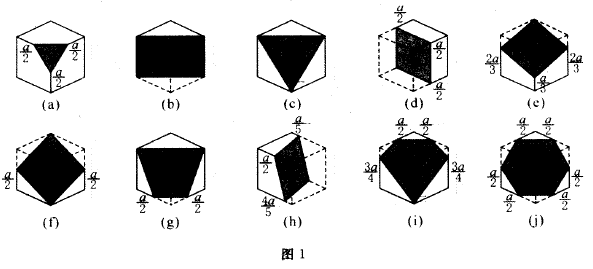 a/2 a/2 a/2
(a)
(b)
(c)
a/2 a/2 a/2
(d)
2a/3 2a/3
(e)
a/2 a/2
(f)
a/2 a/2
(g)
a/5 a/2 4a/5
(h)
a/2 a/2 3a/4 3a/4
(i)
a/2 a/2 a/2 a/2 a/2 a/2
(j)
图1